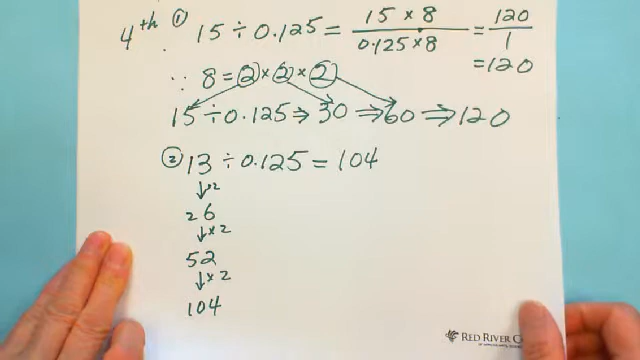 4th ① 15 ÷ 0.125 = (15 × 8)/(0.125 × 8) = 120/1
= 120
∵ 8 = 2 × 2 × 2
15 ÷ 0.125 ⇒ 30 ⇒ 60 ⇒ 120
② 13 ÷ 0.125 = 104
↓×2
26
↓×2
52
↓×2
104
RED RIVER C